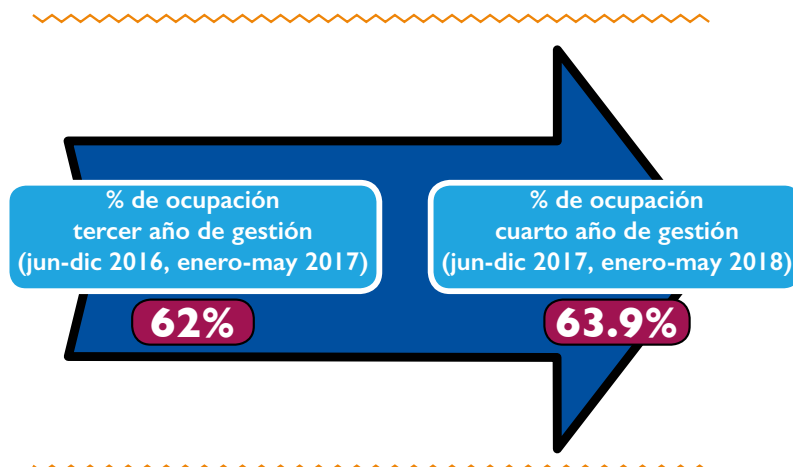 % de ocupación
tercer año de gestión
(jun-dic 2016, enero-may 2017)
62%
% de ocupación
cuarto año de gestión
(jun-dic 2017, enero-may 2018)
63.9%